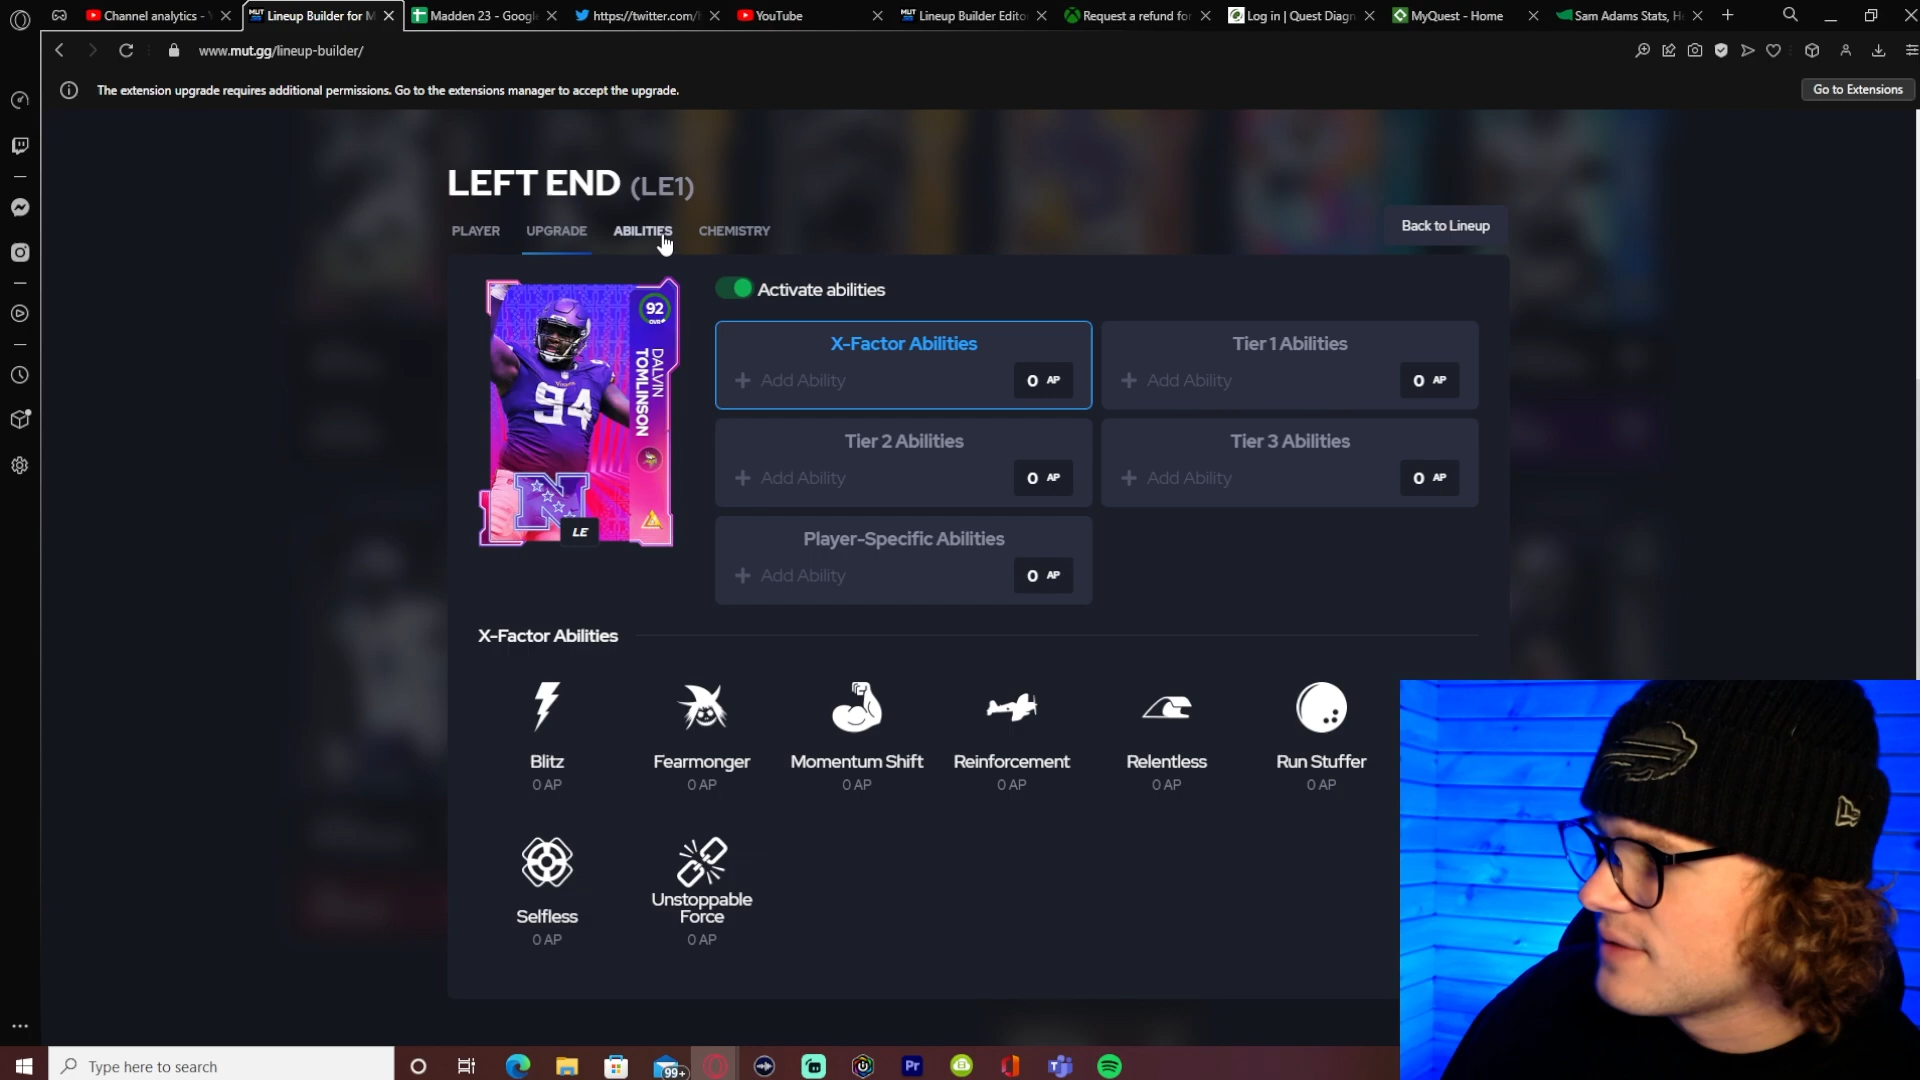 Channel analytics - Y
Lineup Builder for M
Madden 23 - Google
https://twitter.com/
YouTube
Lineup Builder Edito
Request a refund for
Log in | Quest Diagn
MyQuest - Home
Sam Adams Stats, H
www.mut.gg/lineup-builder/
The extension upgrade requires additional permissions. Go to the extensions manager to accept the upgrade.
Go to Extensions
LEFT END (LE1)
PLAYER
UPGRADE
ABILITIES
CHEMISTRY
Back to Lineup
92
OVR
DALVIN
TOMLINSON
94
N
LE
Activate abilities
X-Factor Abilities
+ Add Ability
0 AP
Tier 1 Abilities
+ Add Ability
0 AP
Tier 2 Abilities
+ Add Ability
0 AP
Tier 3 Abilities
+ Add Ability
0 AP
Player-Specific Abilities
+ Add Ability
0 AP
X-Factor Abilities
Blitz
0 AP
Fearmonger
0 AP
Momentum Shift
0 AP
Reinforcement
0 AP
Relentless
0 AP
Run Stuffer
0 AP
Selfless
0 AP
Unstoppable
Force
0 AP
Type here to search
99+
Pr